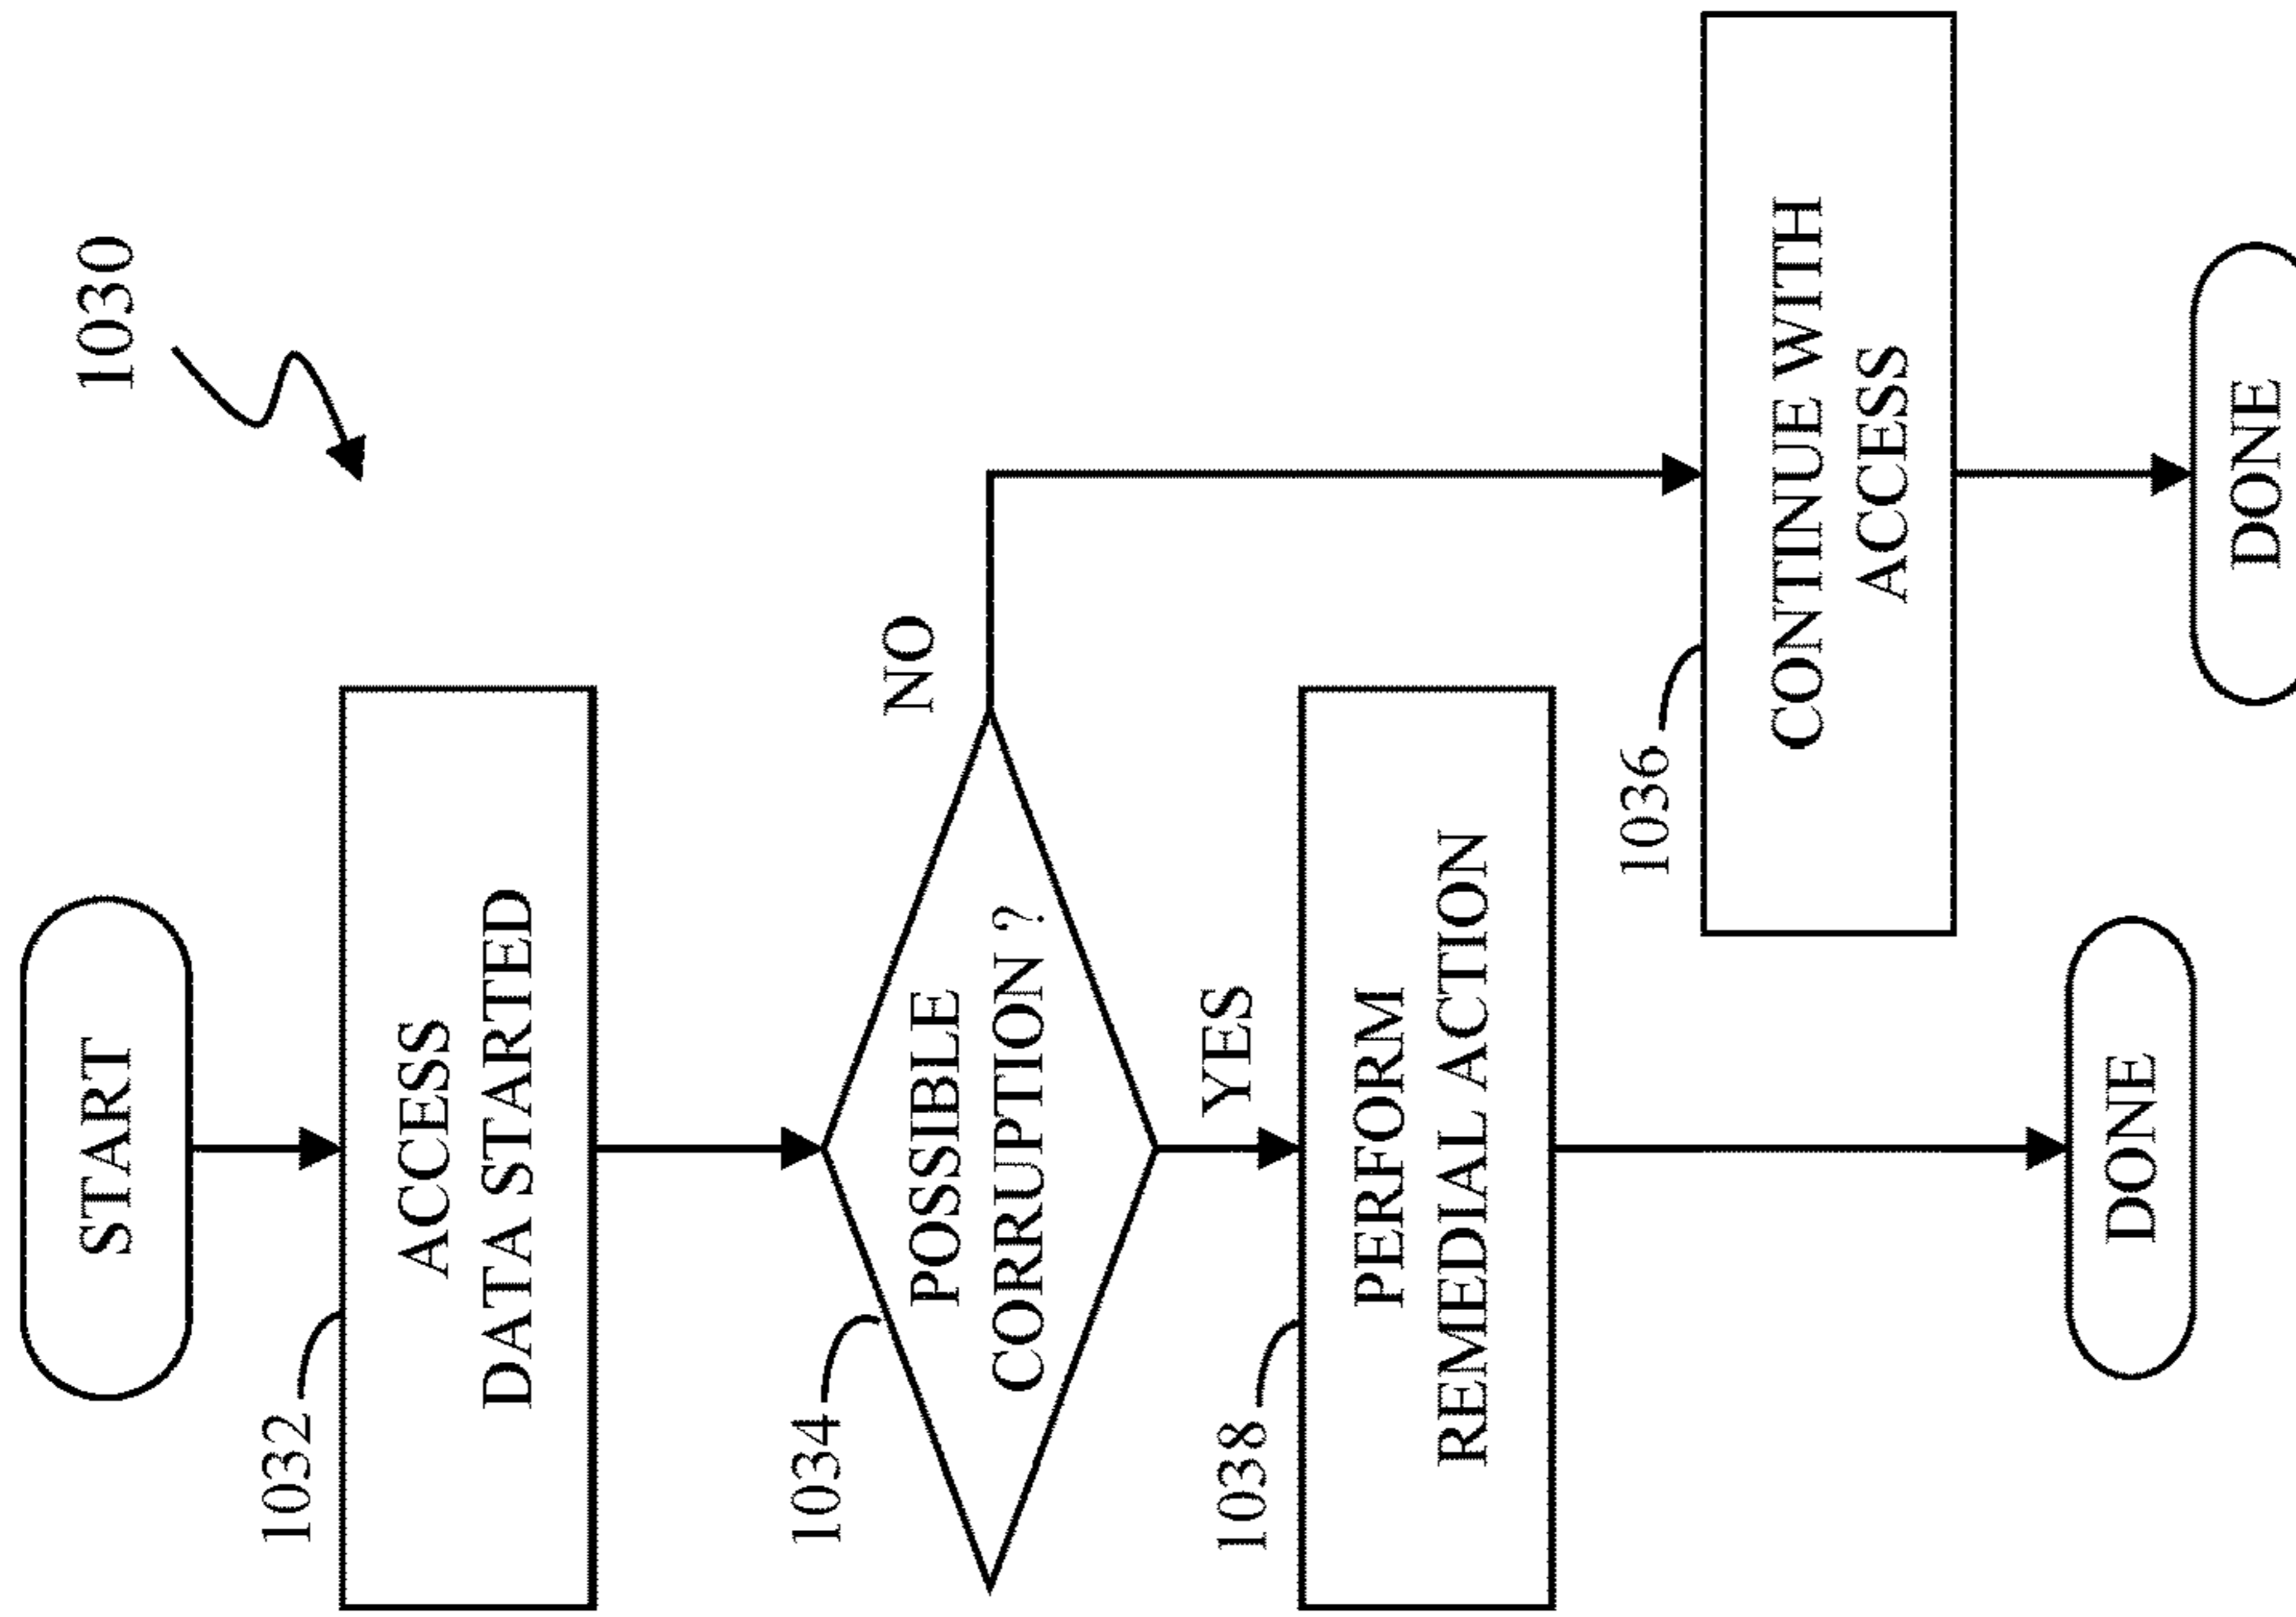 1030
START
1032
ACCESS
DATA STARTED
1034
POSSIBLE
CORRUPTION ?
NO
YES
1038
PERFORM
REMEDIAL ACTION
1036
CONTINUE WITH
ACCESS
DONE
DONE